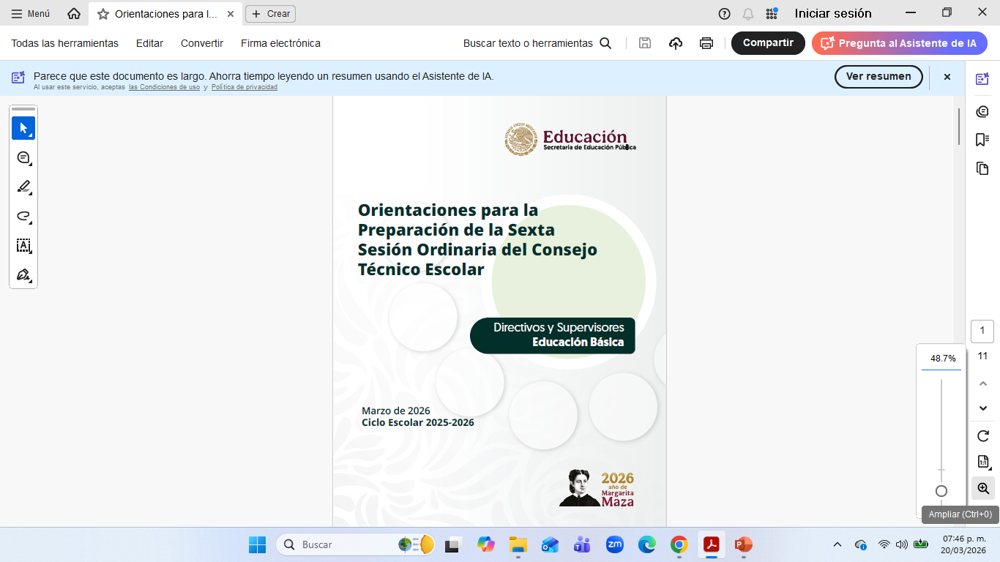 Menú
Orientaciones para l...
Crear
Iniciar sesión
Todas las herramientas
Editar
Convertir
Firma electrónica
Buscar texto o herramientas
Compartir
Pregunta al Asistente de IA
Parece que este documento es largo. Ahorra tiempo leyendo un resumen usando el Asistente de IA.
Al usar este servicio, aceptas las Condiciones de uso y Política de privacidad
Ver resumen
Educación
Secretaría de Educación Pública
Orientaciones para la
Preparación de la Sexta
Sesión Ordinaria del Consejo
Técnico Escolar
Directivos y Supervisores
Educación Básica
Marzo de 2026
Ciclo Escolar 2025-2026
2026
año de
Margarita
Maza
1
11
48.7%
1:1
Ampliar (Ctrl+0)
Buscar
zm
07:46 p. m.
20/03/2026